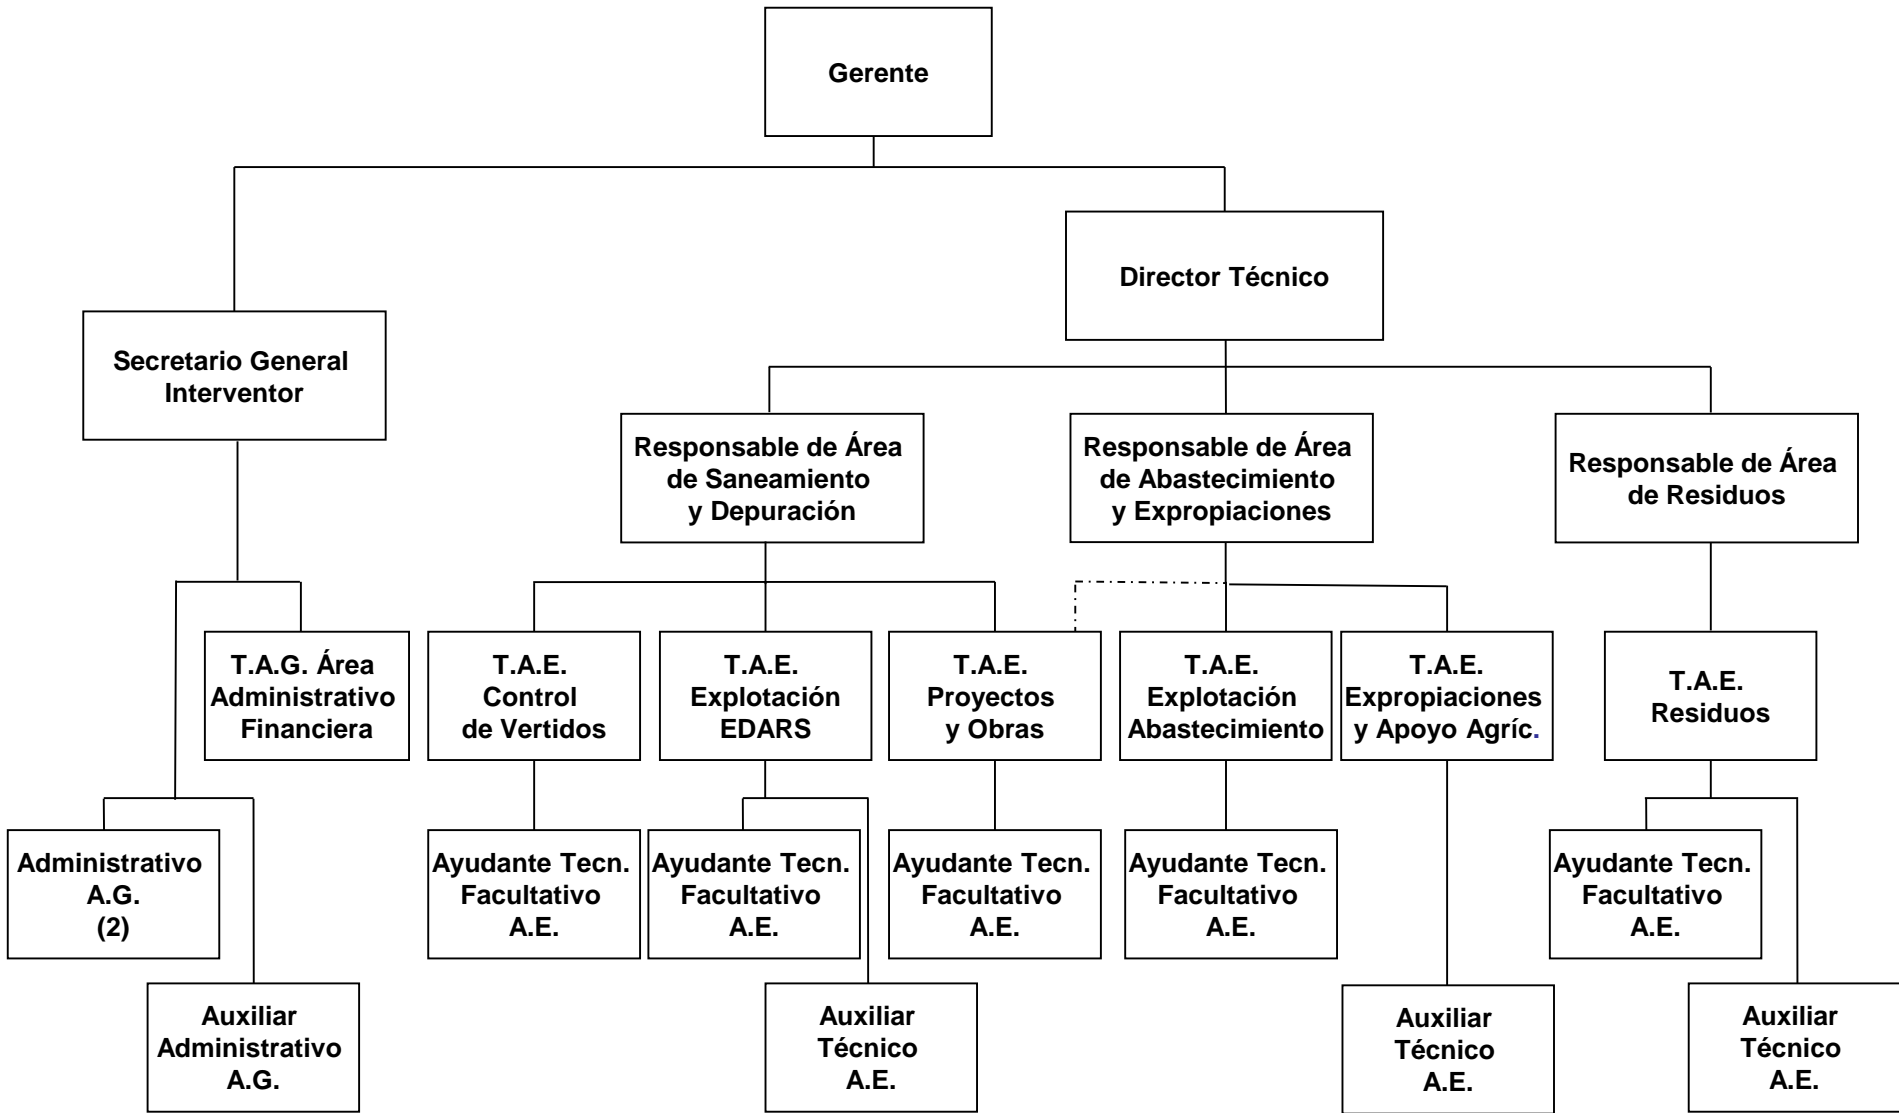 Gerente
Director Técnico
Secretario General
Interventor
Responsable de Área
de Saneamiento
y Depuración
Responsable de Área
de Abastecimiento
y Expropiaciones
Responsable de Área
de Residuos
T.A.G. Área
Administrativo
Financiera
T.A.E.
Control
de Vertidos
T.A.E.
Explotación
EDARS
T.A.E.
Proyectos
y Obras
T.A.E.
Explotación
Abastecimiento
T.A.E.
Expropiaciones
y Apoyo Agríc.
T.A.E.
Residuos
Administrativo
A.G.
(2)
Ayudante Tecn.
Facultativo
A.E.
Ayudante Tecn.
Facultativo
A.E.
Ayudante Tecn.
Facultativo
A.E.
Ayudante Tecn.
Facultativo
A.E.
Ayudante Tecn.
Facultativo
A.E.
Auxiliar
Administrativo
A.G.
Auxiliar
Técnico
A.E.
Auxiliar
Técnico
A.E.
Auxiliar
Técnico
A.E.